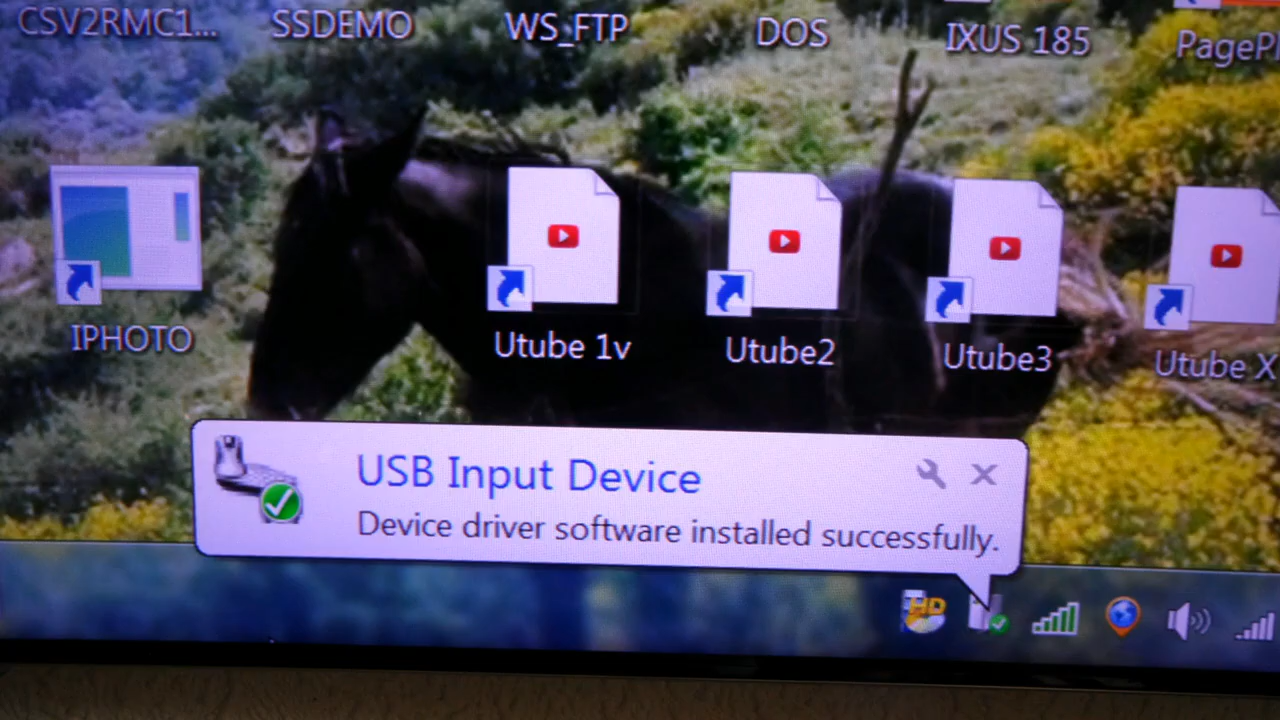 CSV2RMC1...
SSDEMO
WS_FTP
DOS
IXUS 185
IPHOTO
Utube 1v
Utube2
Utube3
Utube X
USB Input Device
Device driver software installed successfully.
HD